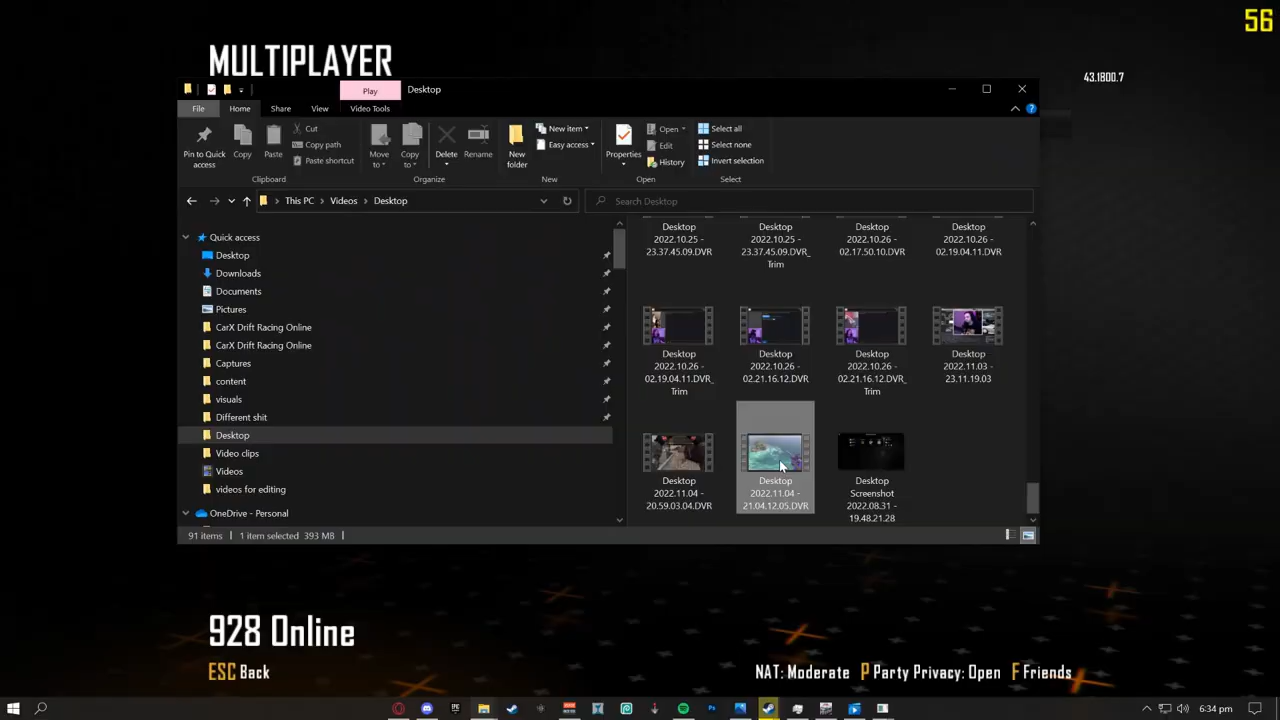 56
MULTIPLAYER
43.1800.7
Play
Desktop
File
Home
Share
View
Video Tools
Pin to Quick access
Copy
Paste
Cut
Copy path
Paste shortcut
Move to
Copy to
Delete
Rename
New folder
New item
Easy access
Properties
Open
Edit
History
Select all
Select none
Invert selection
Clipboard
Organize
New
Open
Select
This PC > Videos > Desktop
Search Desktop
Quick access
Desktop
Downloads
Documents
Pictures
CarX Drift Racing Online
CarX Drift Racing Online
Captures
content
visuals
Different shit
Desktop
Video clips
Videos
videos for editing
OneDrive - Personal
Desktop
2022.10.25 -
23.37.45.09.DVR
Desktop
2022.10.25 -
23.37.45.09.DVR_
Trim
Desktop
2022.10.26 -
02.17.50.10.DVR
Desktop
2022.10.26 -
02.19.04.11.DVR
Desktop
2022.10.26 -
02.19.04.11.DVR_
Trim
Desktop
2022.10.26 -
02.21.16.12.DVR
Desktop
2022.10.26 -
02.21.16.12.DVR_
Trim
Desktop
2022.11.03 -
23.11.19.03
Desktop
2022.11.04 -
20.59.03.04.DVR
Desktop
2022.11.04 -
21.04.12.05.DVR
Desktop
Screenshot
2022.08.31 -
19.48.21.28
91 items
1 item selected 393 MB
928 Online
ESC Back
NAT: Moderate P Party Privacy: Open F Friends
6:34 pm